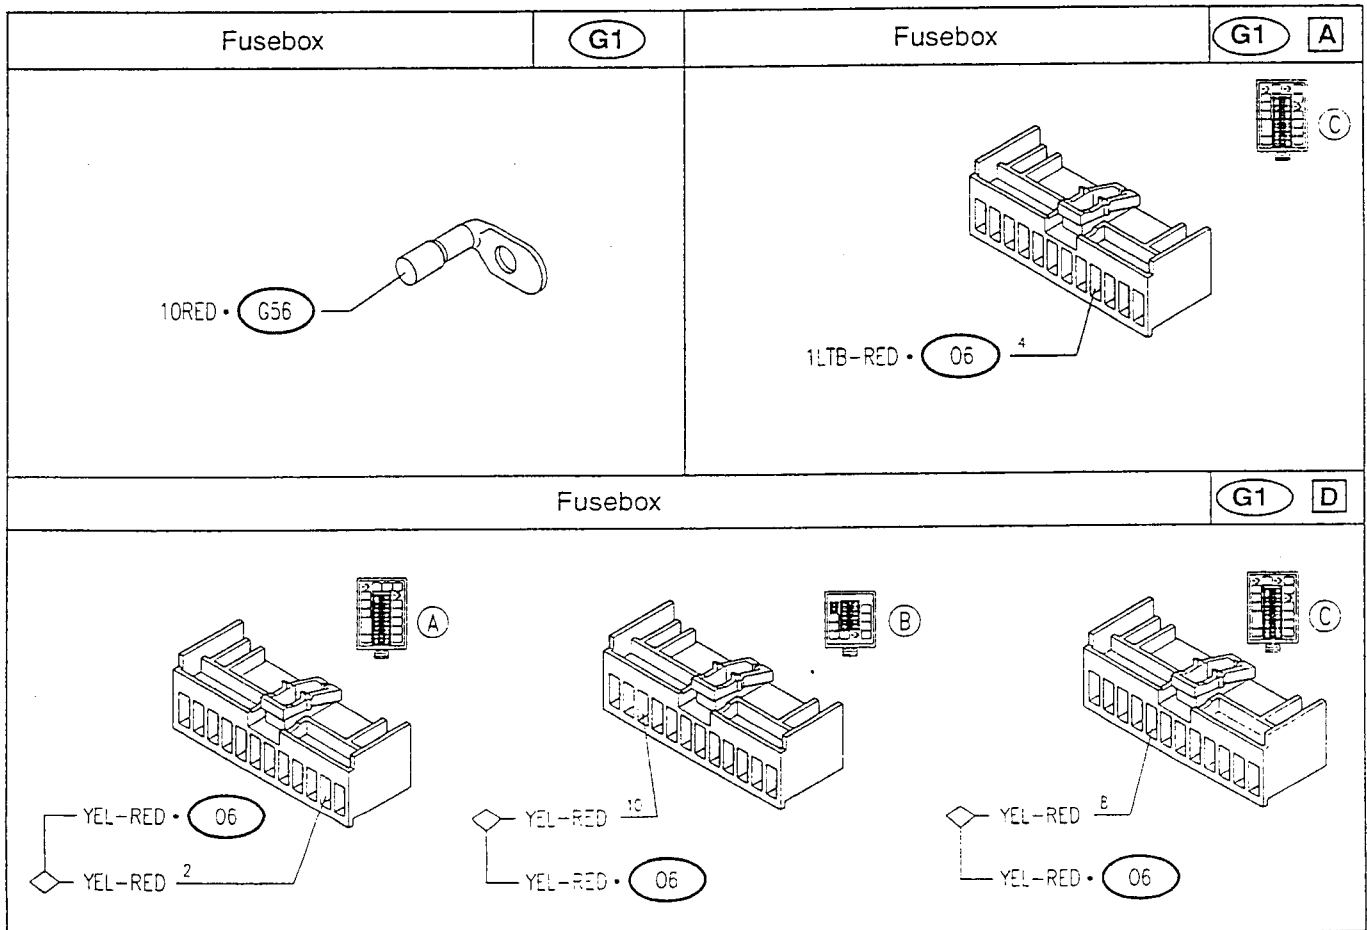 Fusebox G1
Fusebox G1 A
C
10RED • G56
1LTB-RED • 06 4
Fusebox G1 D
A
B
C
YEL-RED • 06
YEL-RED 2
YEL-RED 10
YEL-RED • 06
YEL-RED
YEL-RED • 06